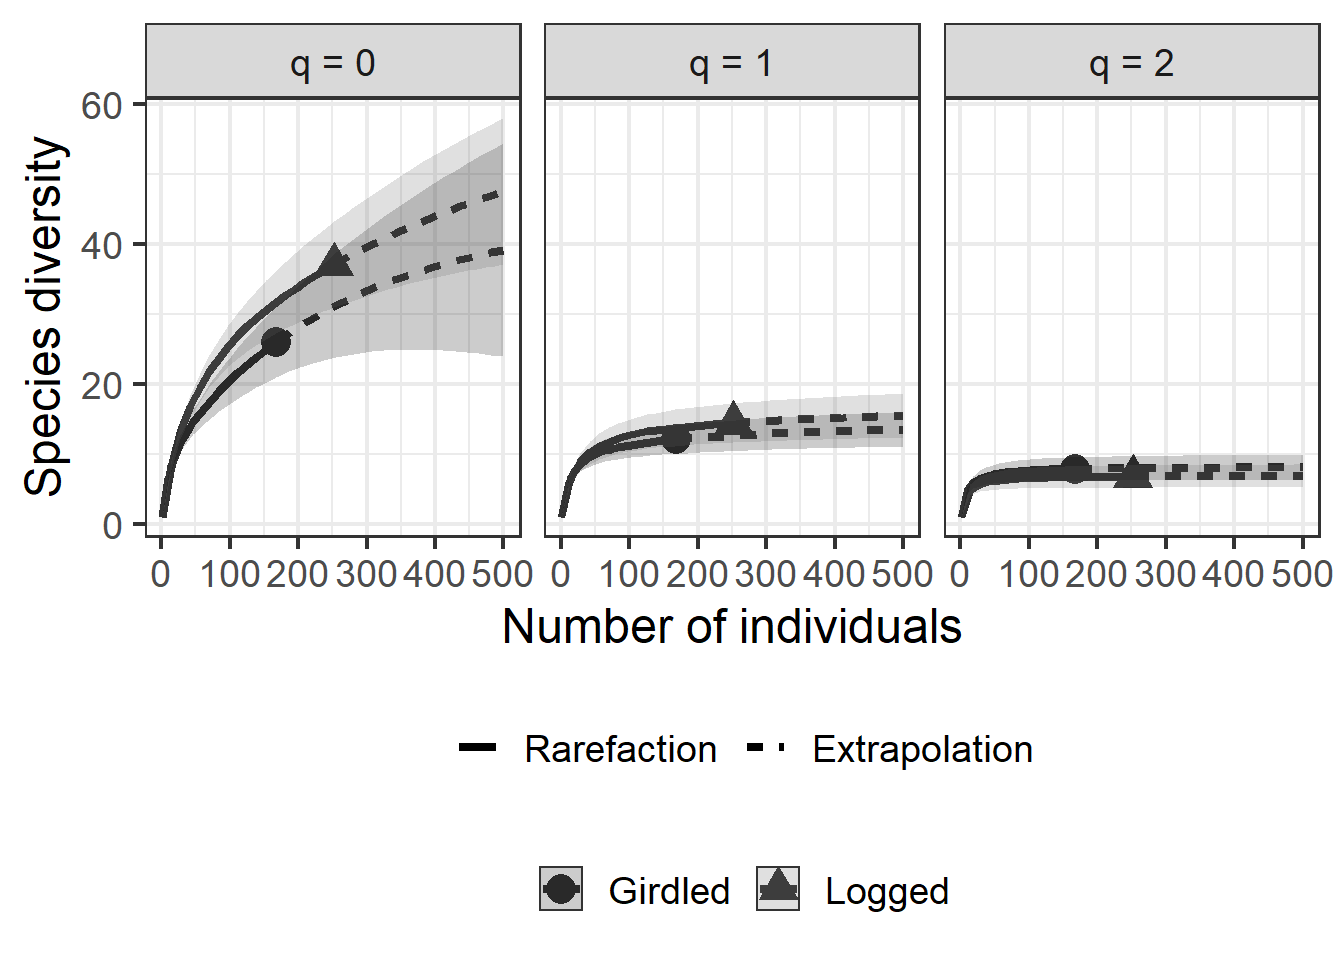 q = 0 q = 1 q = 2
60
40
20
0
Species diversity
0 100 200 300 400 500 0 100 200 300 400 500 0 100 200 300 400 500
Number of individuals
Rarefaction Extrapolation
Girdled Logged